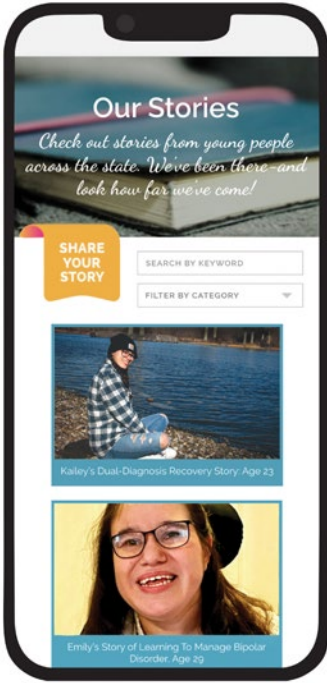 Our Stories
Check out stories from young people
across the state. We've been there–and
look how far we've come!
SHARE
YOUR
STORY
SEARCH BY KEYWORD
FILTER BY CATEGORY
Kailey's Dual-Diagnosis Recovery Story: Age 23
Emily's Story of Learning To Manage Bipolar
Disorder, Age 29